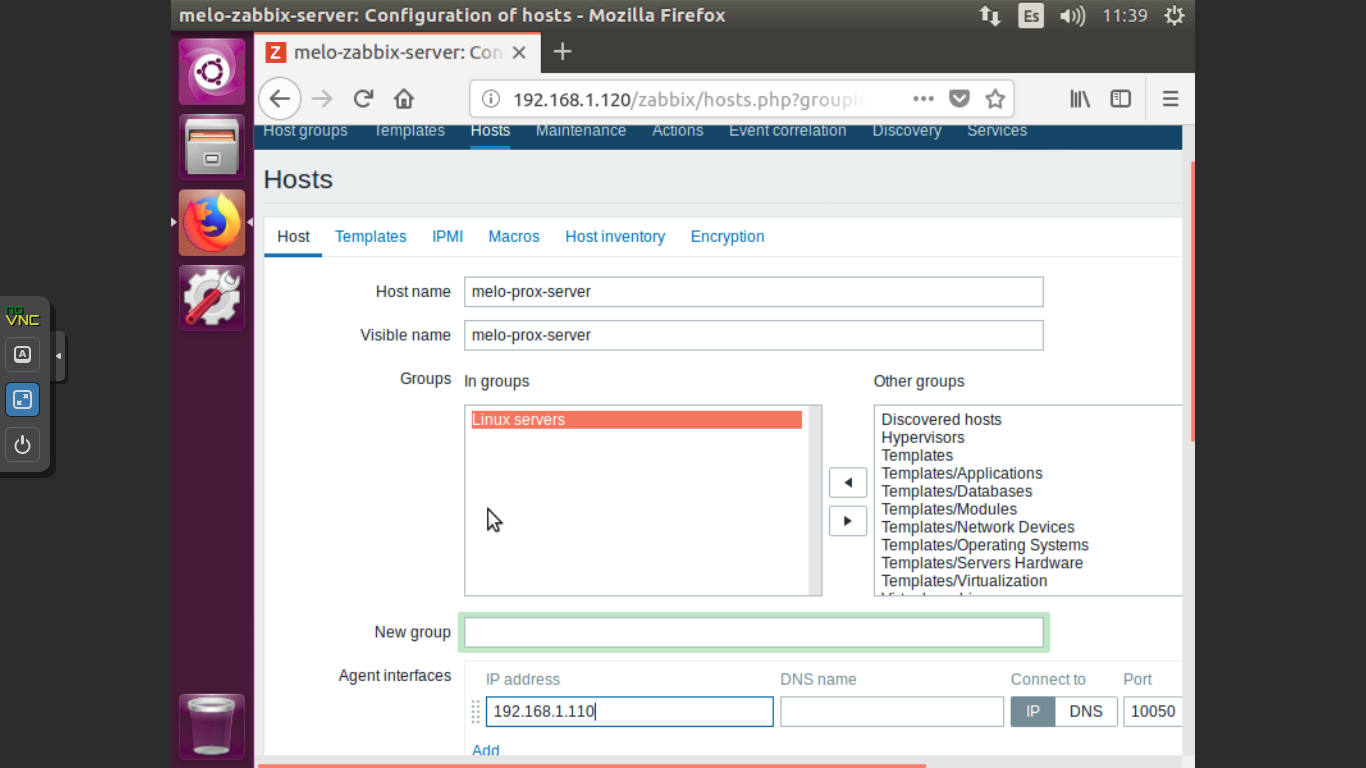 melo-zabbix-server: Configuration of hosts - Mozilla Firefox
Es
11:39
Z melo-zabbix-server: Con
192.168.1.120/zabbix/hosts.php?groupi
Host groups Templates Hosts Maintenance Actions Event correlation Discovery Services
Hosts
Host Templates IPMI Macros Host inventory Encryption
no
VNC
A
Host name melo-prox-server
Visible name melo-prox-server
Groups In groups Other groups
Linux servers
Discovered hosts
Hypervisors
Templates
Templates/Applications
Templates/Databases
Templates/Modules
Templates/Network Devices
Templates/Operating Systems
Templates/Servers Hardware
Templates/Virtualization
New group
Agent interfaces IP address DNS name Connect to Port
192.168.1.110 IP DNS 10050
Add